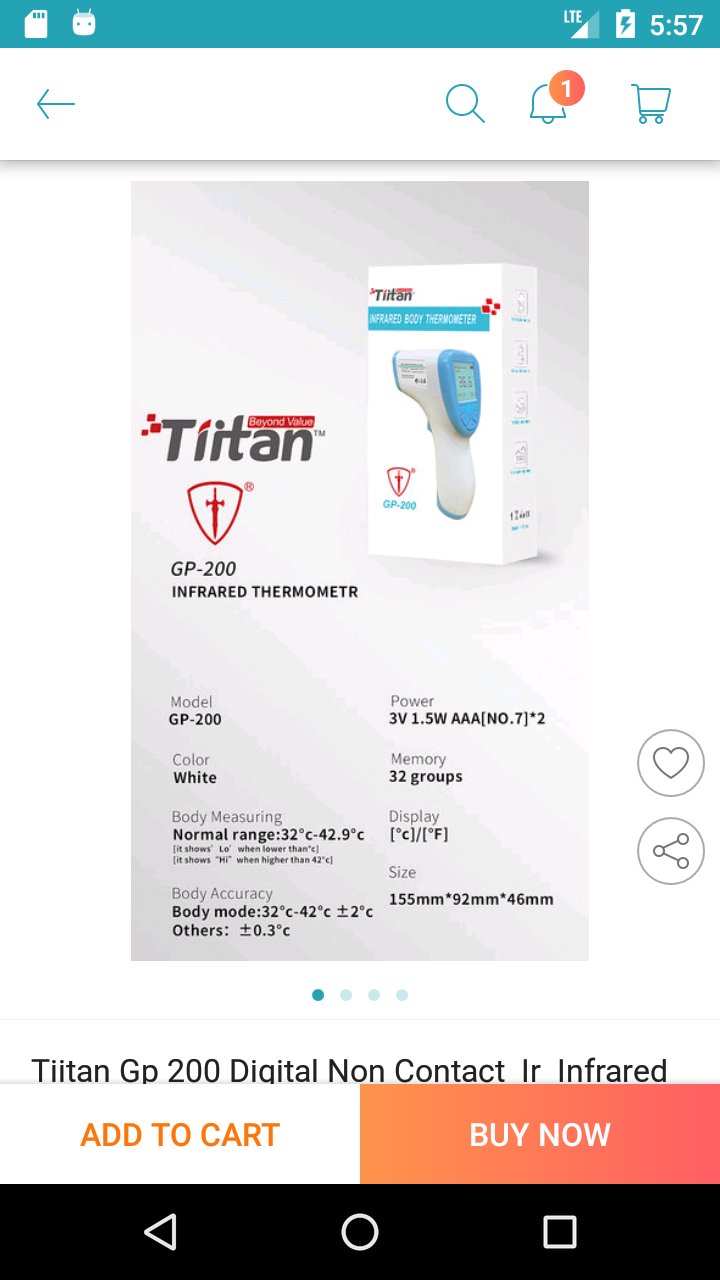 LTE 5:57
1
Tiitan
INFRARED BODY THERMOMETER
36.6
GP-200
Beyond Value
Tiitan™
®
GP-200
INFRARED THERMOMETR
Model
GP-200
Power
3V 1.5W AAA[NO.7]*2
Color
White
Memory
32 groups
Body Measuring
Normal range:32°c-42.9°c
[it shows' Lo' when lower than°c]
[it shows "Hi" when higher than 42°c]
Display
[°c]/[°F]
Size
155mm*92mm*46mm
Body Accuracy
Body mode:32°c-42°c ±2°c
Others: ±0.3°c
Tiitan Gp 200 Digital Non Contact Ir Infrared
ADD TO CART
BUY NOW